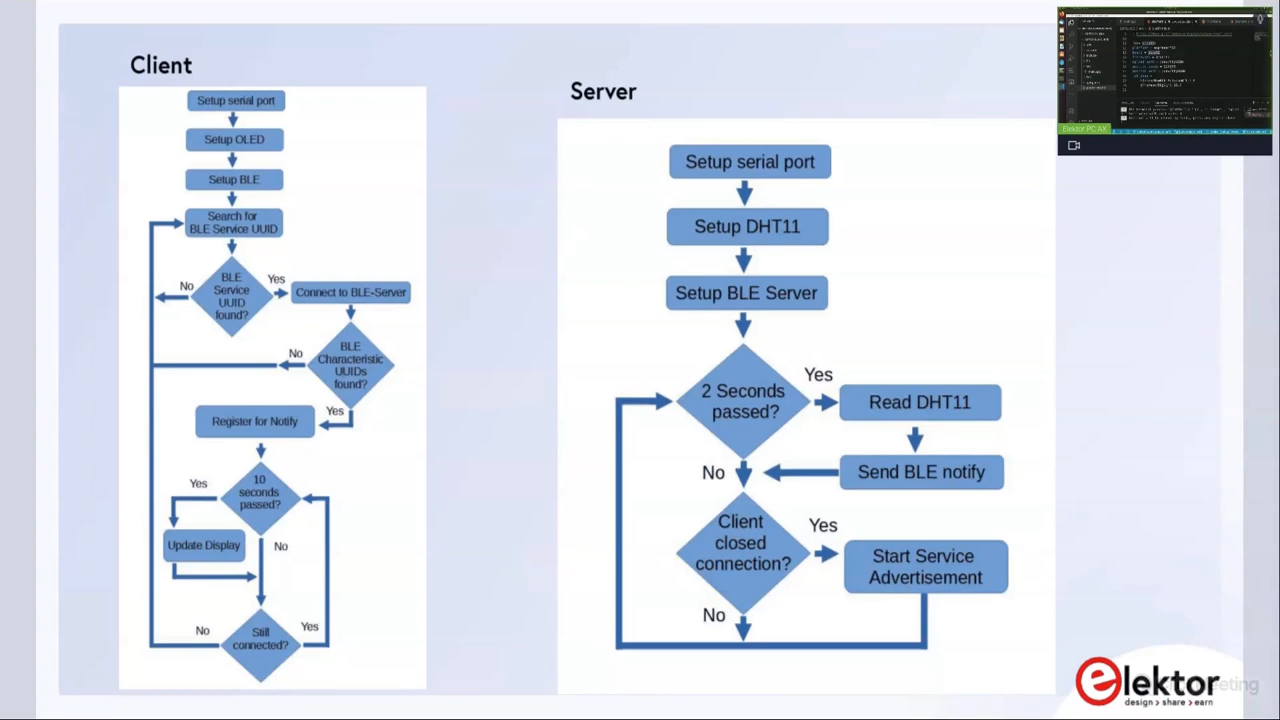 Client
Setup serial port
Setup OLED
Setup BLE
Search for
BLE Service UUID
BLE
Service
UUID
found?
No
Yes
Connect to BLE-Server
BLE
Characteristic
UUIDs
found?
No
Yes
Register for Notify
10
seconds
passed?
Yes
No
Update Display
Still
connected?
No
Yes
Server
Setup serial port
Setup DHT11
Setup BLE Server
2 Seconds
passed?
Yes
No
Read DHT11
Send BLE notify
Client
closed
connection?
Yes
No
Start Service
Advertisement
Elektor PC AX
elektor
design > share > earn